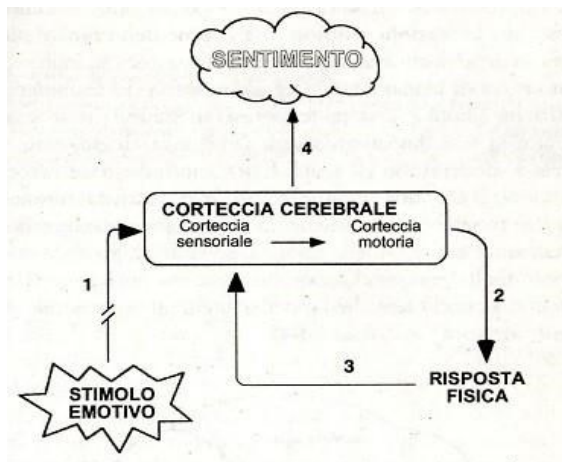 SENTIMENTO
4
CORTECCIA CEREBRALE
Corteccia
sensoriale
Corteccia
motoria
1
2
3
STIMOLO
EMOTIVO
RISPOSTA
FISICA